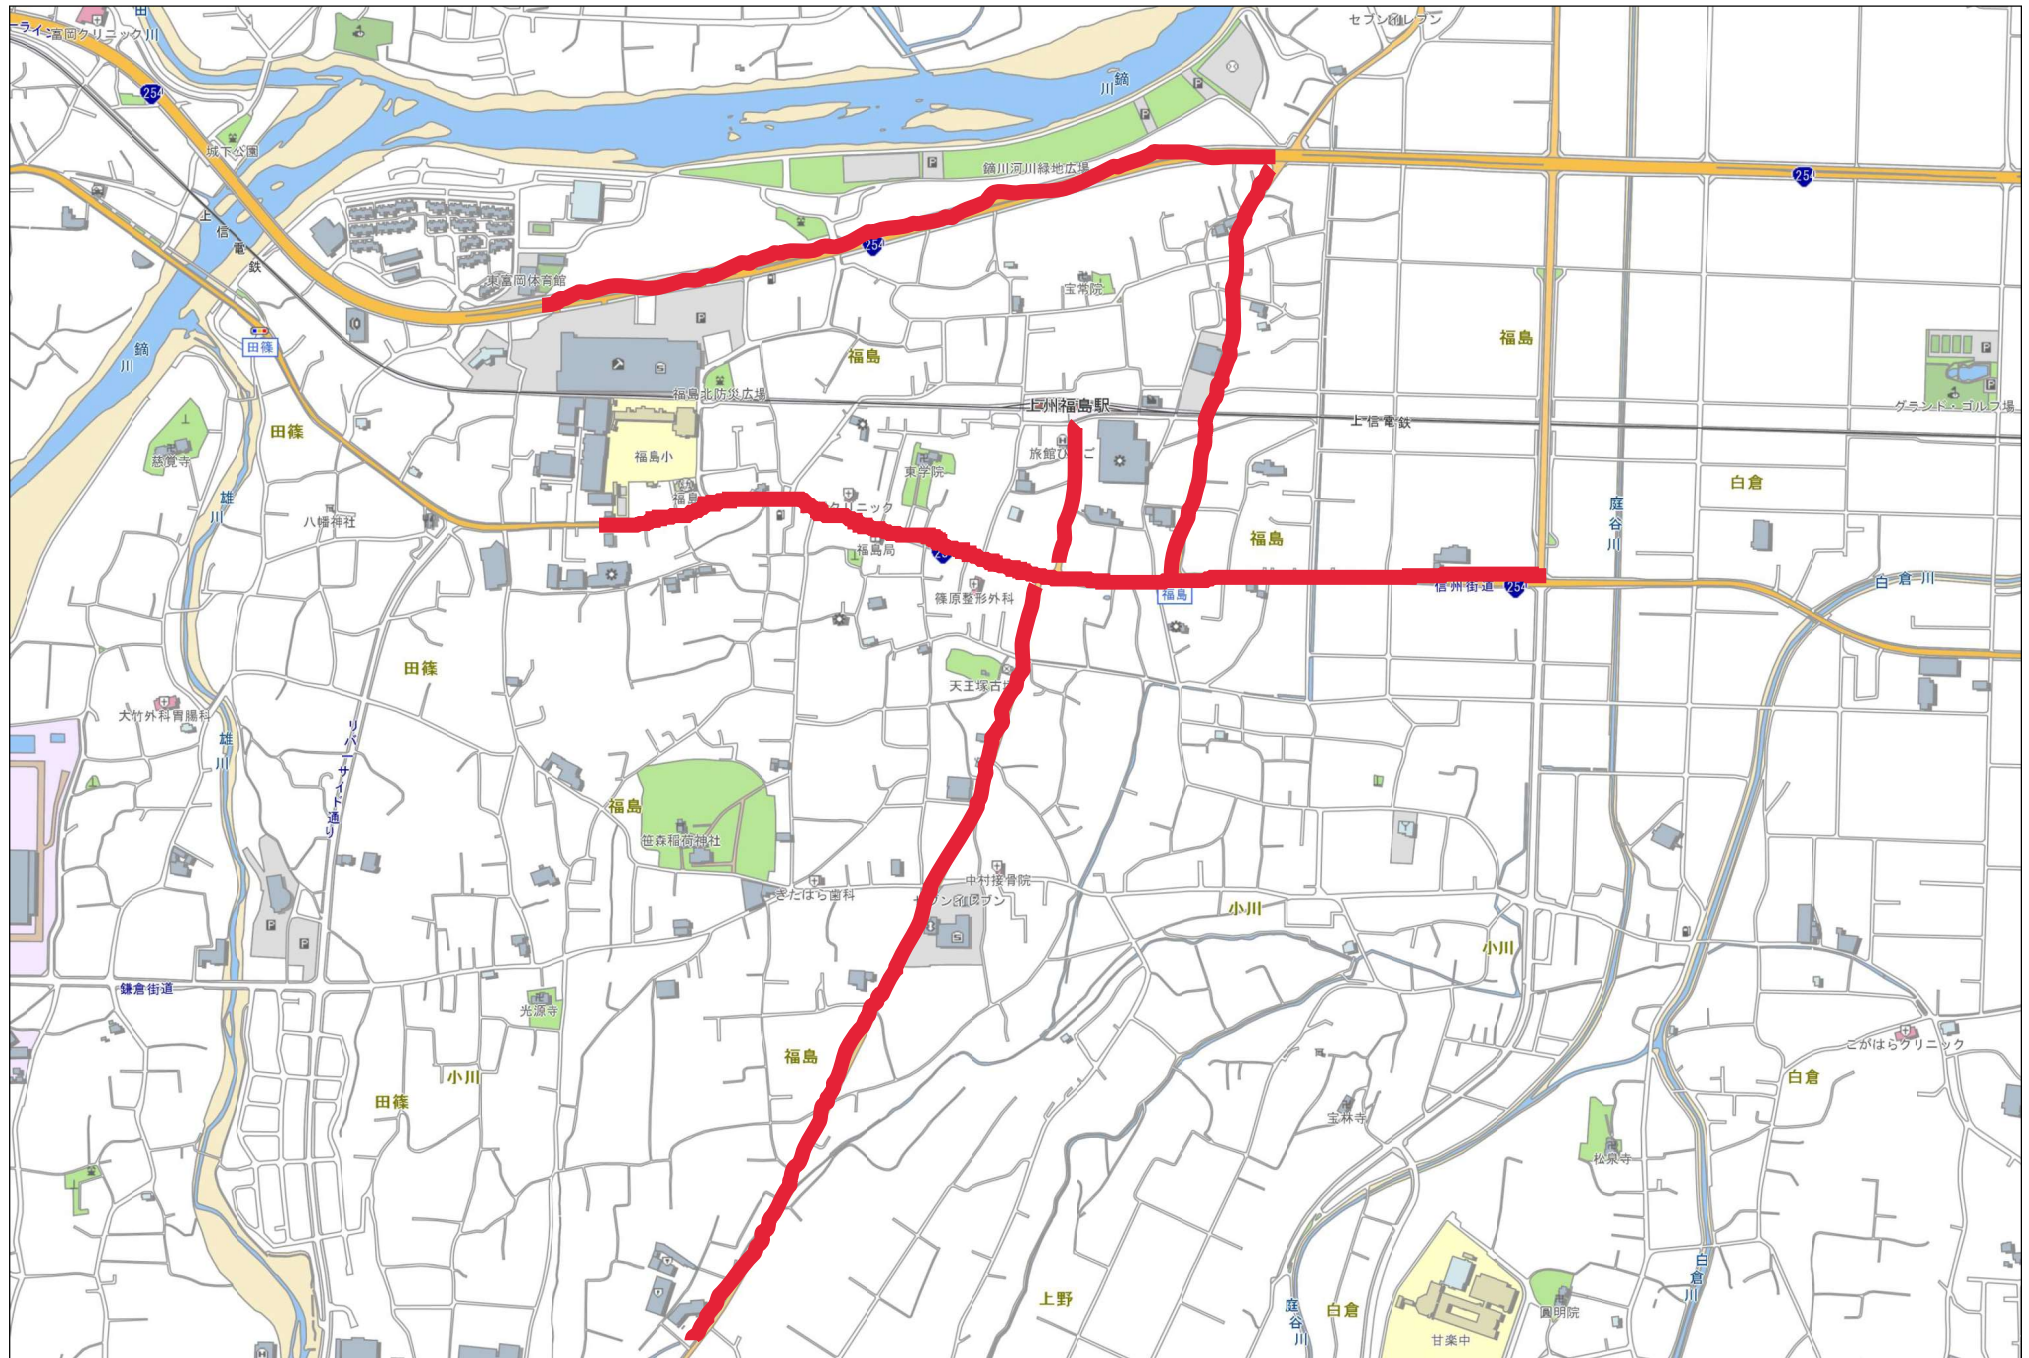 富岡クリニック
田
川
セブンイレブン
254
鏑
川
城下公園
254
鏑川河川緑地広場
上
信
電
鉄
254
東富岡体育館
宝常院
福島
鏑
川
田篠
福島
福島北防災広場
上州福島駅
グランド・ゴルフ場
上信電鉄
田篠
慈覚寺
福島小
東学院
白倉
雄
川
八幡神社
クリニック
福島
庭
谷
川
福島局
篠原整形外科
福島
信州街道
254
白倉川
田篠
天王塚古
大竹外科胃腸科
雄
川
リバーサイド通り
福島
笹森稲荷神社
きたはら歯科
中村接骨院
小川
小川
鎌倉街道
光源寺
福島
こがはらクリニック
小川
白倉
田篠
宝林寺
松泉寺
上野
庭
谷
川
白倉
白
倉
川
圓明院
甘楽中